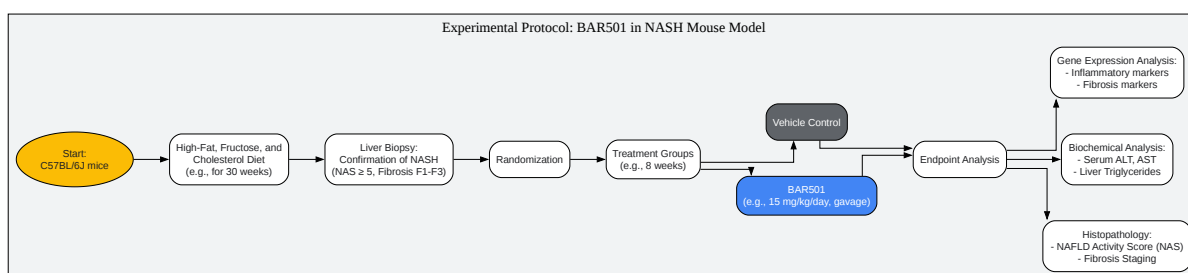 Experimental Protocol: BAR501 in NASH Mouse Model
Start:
C57BL/6J mice
High-Fat, Fructose, and
Cholesterol Diet
(e.g., for 30 weeks)
Liver Biopsy:
Confirmation of NASH
(NAS ≥ 5, Fibrosis F1-F3)
Randomization
Treatment Groups
(e.g., 8 weeks)
Vehicle Control
BAR501
(e.g., 15 mg/kg/day, gavage)
Endpoint Analysis
Gene Expression Analysis:
- Inflammatory markers
- Fibrosis markers
Biochemical Analysis:
- Serum ALT, AST
- Liver Triglycerides
Histopathology:
- NAFLD Activity Score (NAS)
- Fibrosis Staging